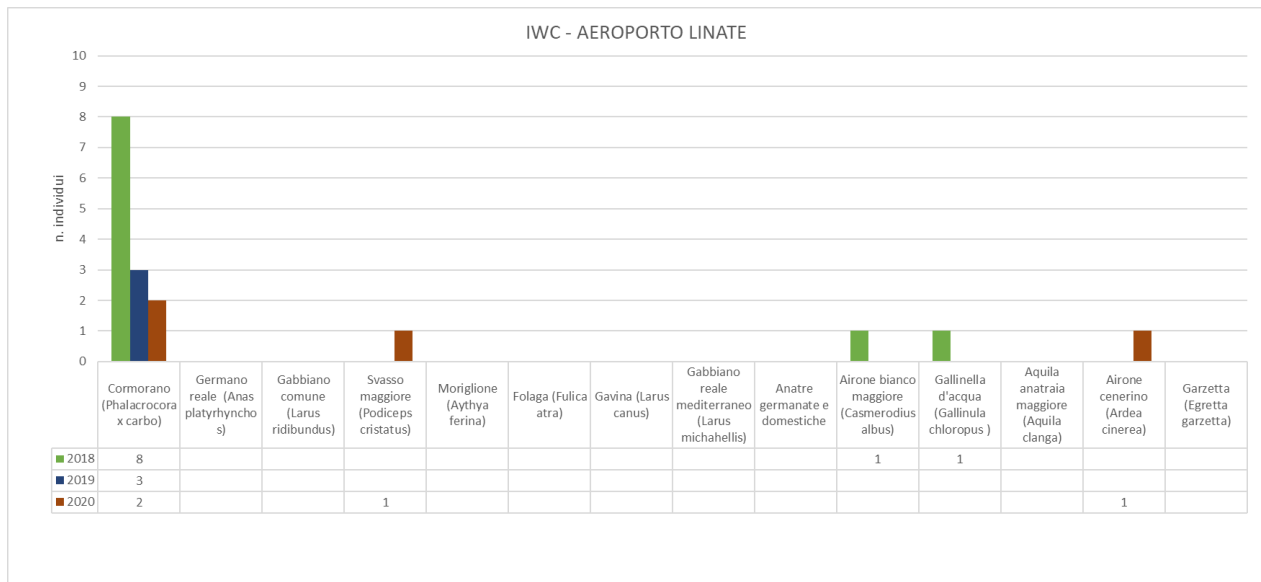 IWC - AEROPORTO LINATE
n. individui
10
9
8
7
6
5
4
3
2
1
0
Cormorano
(Phalacrocora
x carbo)
Germano
reale (Anas
platyrhyncho
s)
Gabbiano
comune (Larus
ridibundus)
Svasso
maggiore
(Podiceps
cristatus)
Moriglione
(Aythya
ferina)
Folaga (Fulica
atra)
Gavina (Larus
canus)
Gabbiano
reale
mediterraneo
(Larus
michahellis)
Anatre
germanate e
domestiche
Airone bianco
maggiore
(Casmerodius
albus)
Gallinella
d'acqua
(Gallinula
chloropus )
Aquila
anatraia
maggiore
(Aquila
clanga)
Airone
cenerino
(Ardea
cinerea)
Garzetta
(Egretta
garzetta)
2018 8 1 1
2019 3
2020 2 1 1